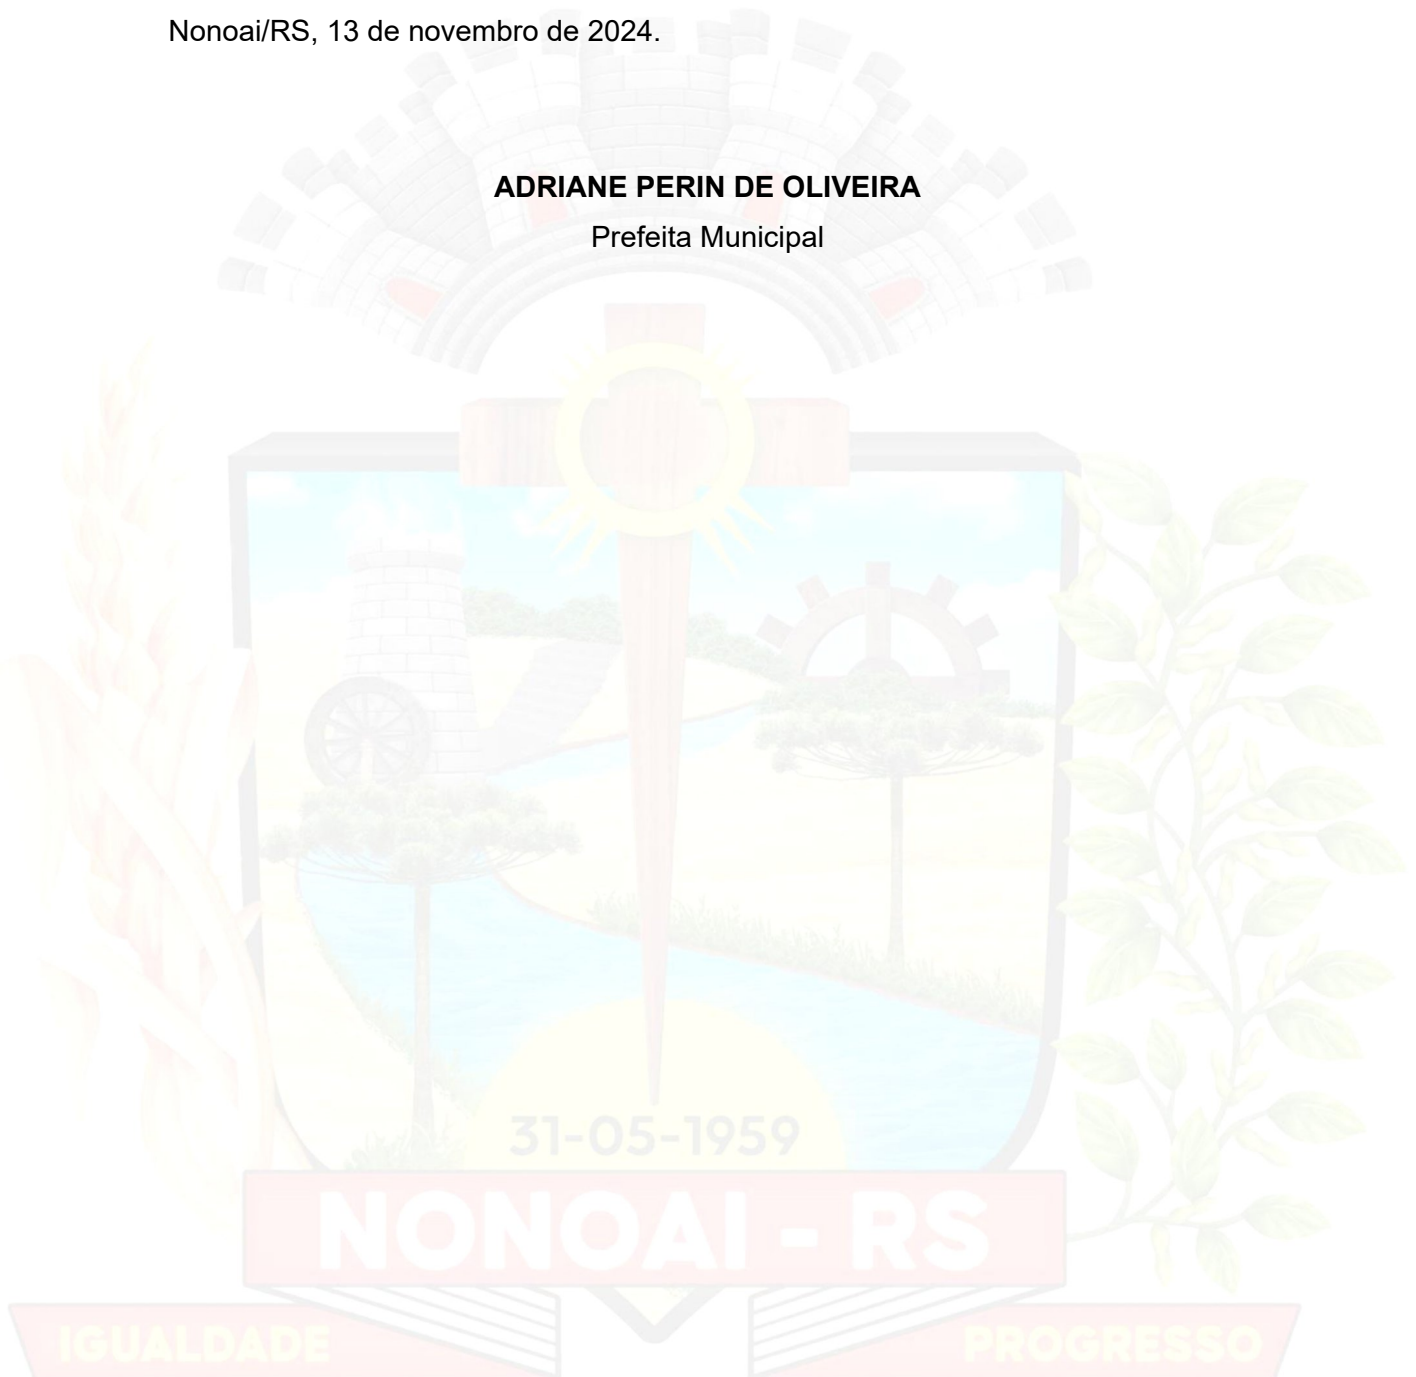 Nonoai/RS, 13 de novembro de 2024.
ADRIANE PERIN DE OLIVEIRA
Prefeita Municipal
31-05-1959
NONOAI - RS
IGUALDADE
PROGRESSO